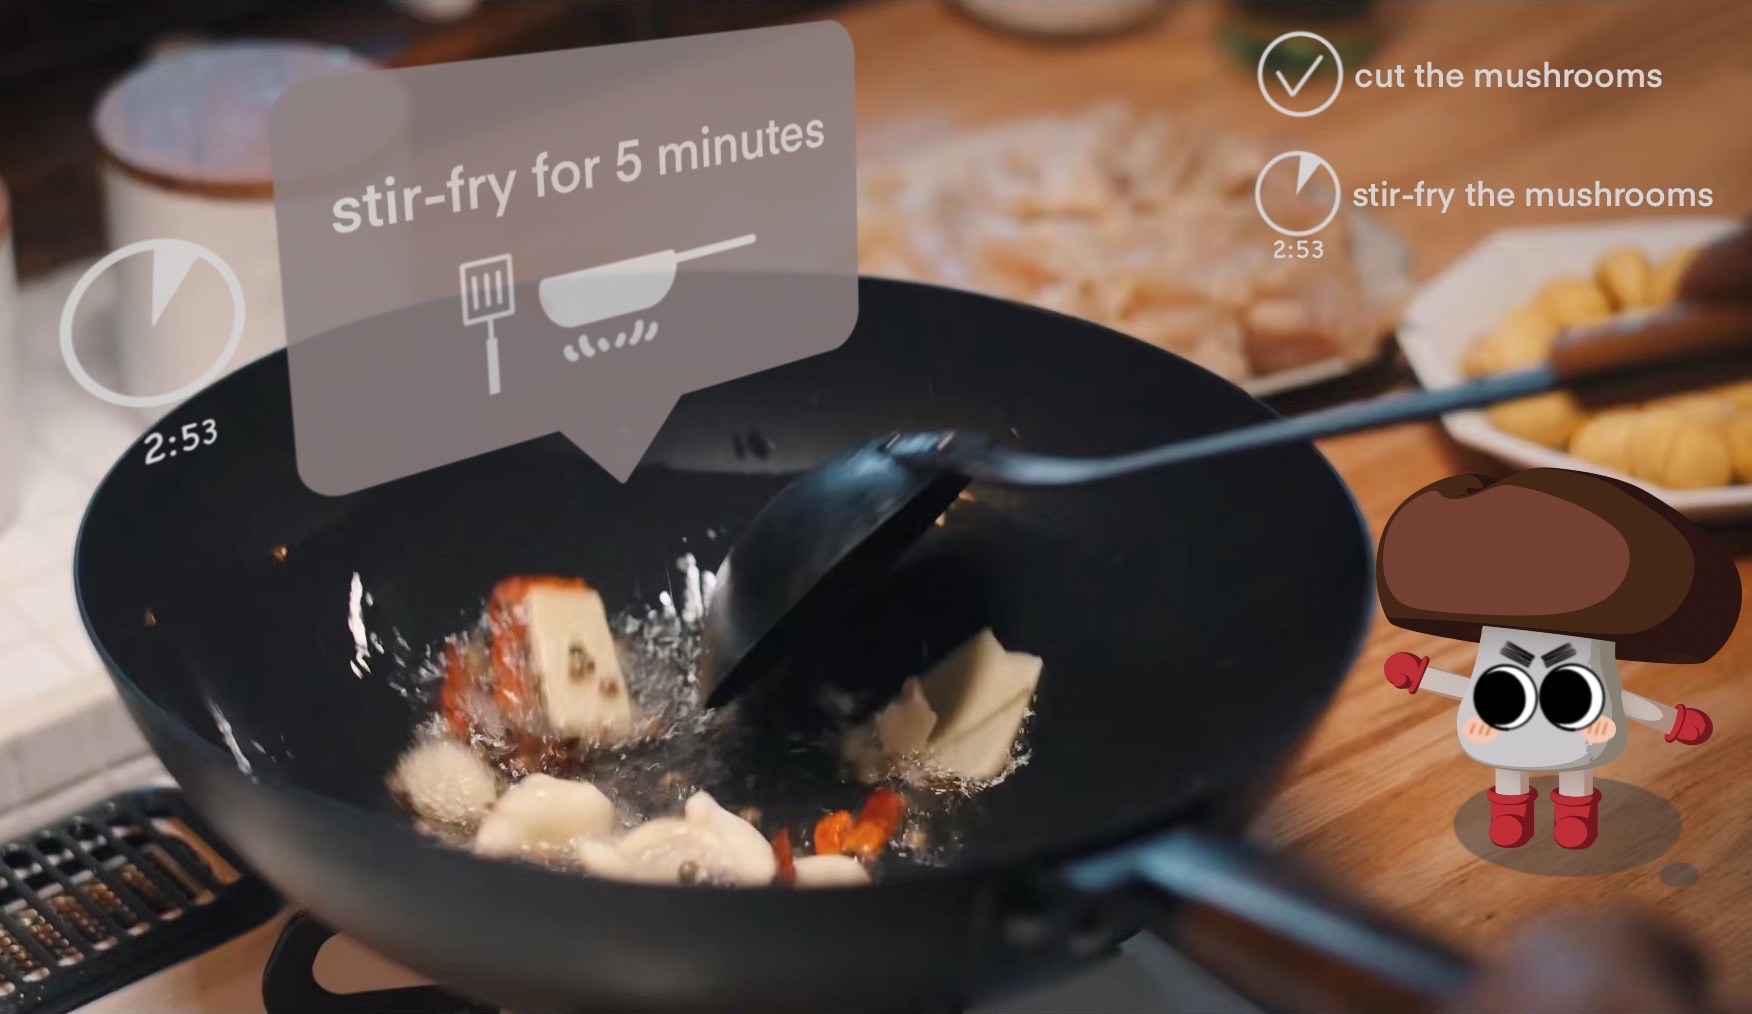 stir-fry for 5 minutes
2:53
cut the mushrooms
stir-fry the mushrooms
2:53